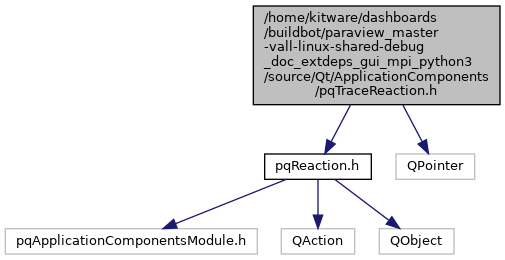 /home/kitware/dashboards
/buildbot/paraview_master
-vall-linux-shared-debug
_doc_extdeps_gui_mpi_python3
/source/Qt/ApplicationComponents
/pqTraceReaction.h
pqReaction.h
QPointer
pqApplicationComponentsModule.h
QAction
QObject